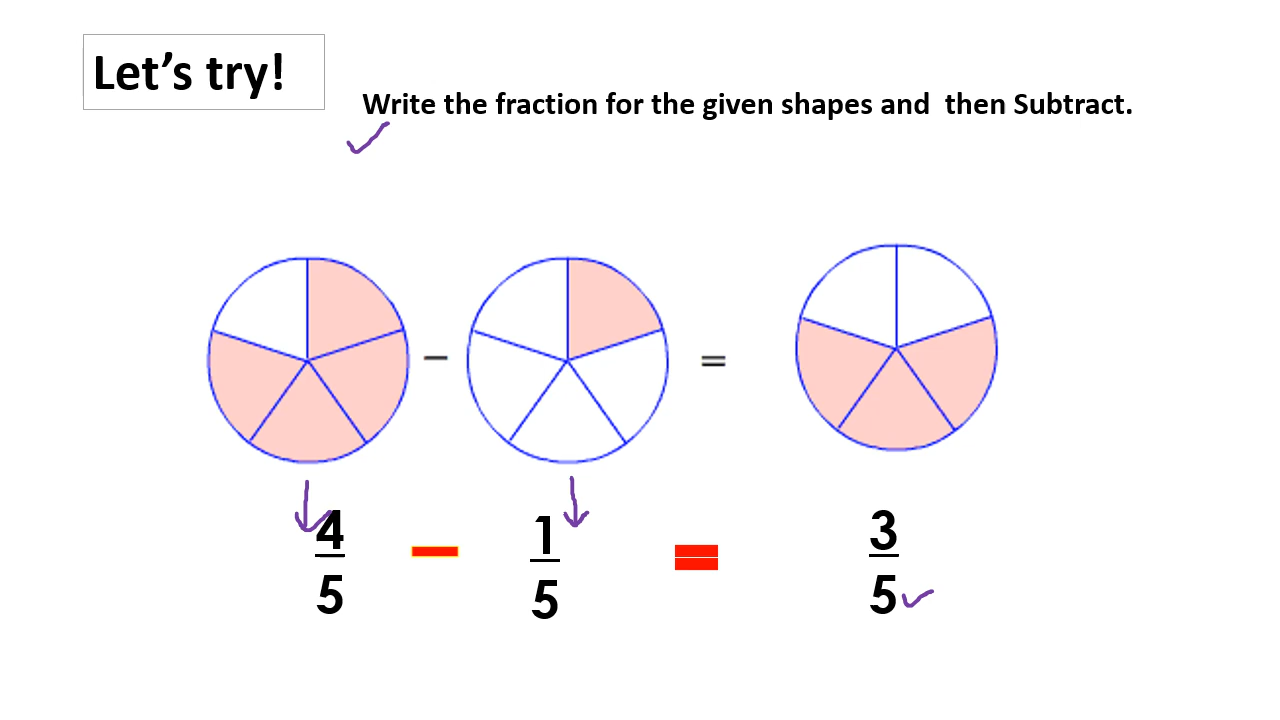 Let's try!
Write the fraction for the given shapes and  then Subtract.
− =
4 1 3
5 − 5 = 5